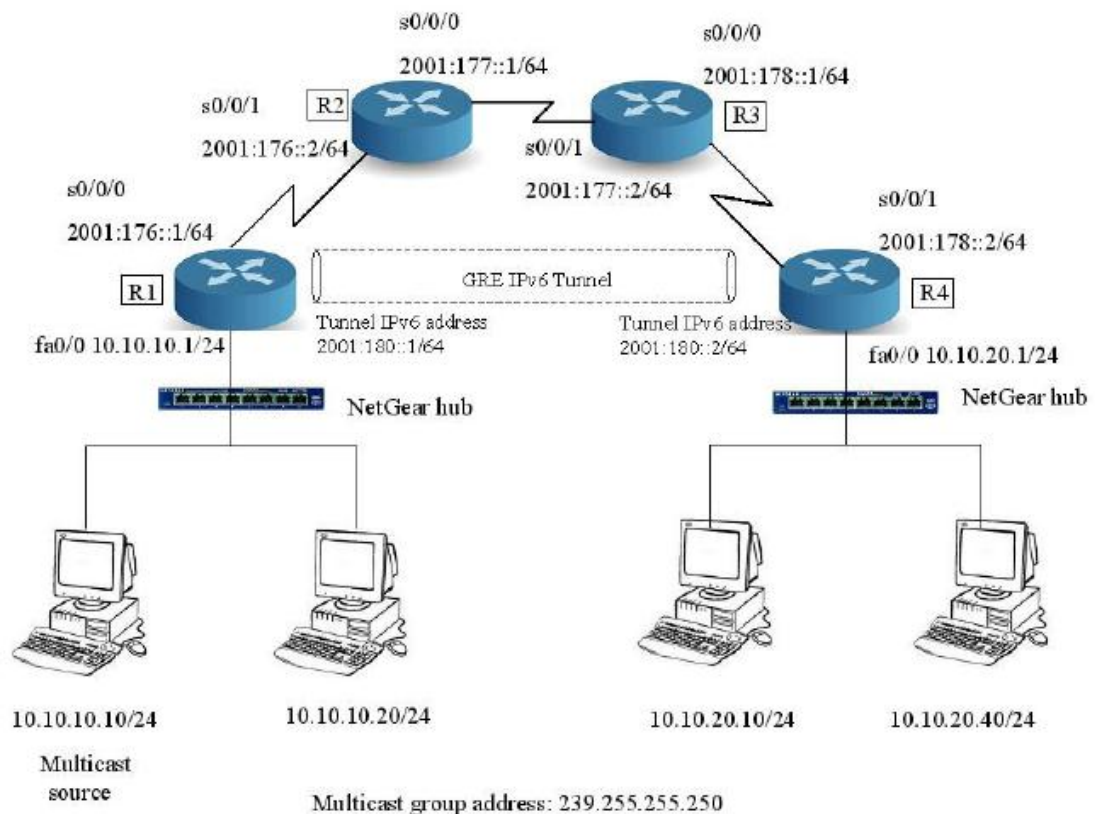 s0/0/0
2001:177::1/64
s0/0/0
2001:178::1/64
s0/0/1
R2
2001:176::2/64
R3
s0/0/1
2001:177::2/64
s0/0/0
2001:176::1/64
s0/0/1
2001:178::2/64
R1
GRE IPv6 Tunnel
R4
fa0/0 10.10.10.1/24
Tunnel IPv6 address
2001:180::1/64
Tunnel IPv6 address
2001:180::2/64
fa0/0 10.10.20.1/24
NetGear hub
NetGear hub
10.10.10.10/24
10.10.10.20/24
10.10.20.10/24
10.10.20.40/24
Multicast
source
Multicast group address: 239.255.255.250